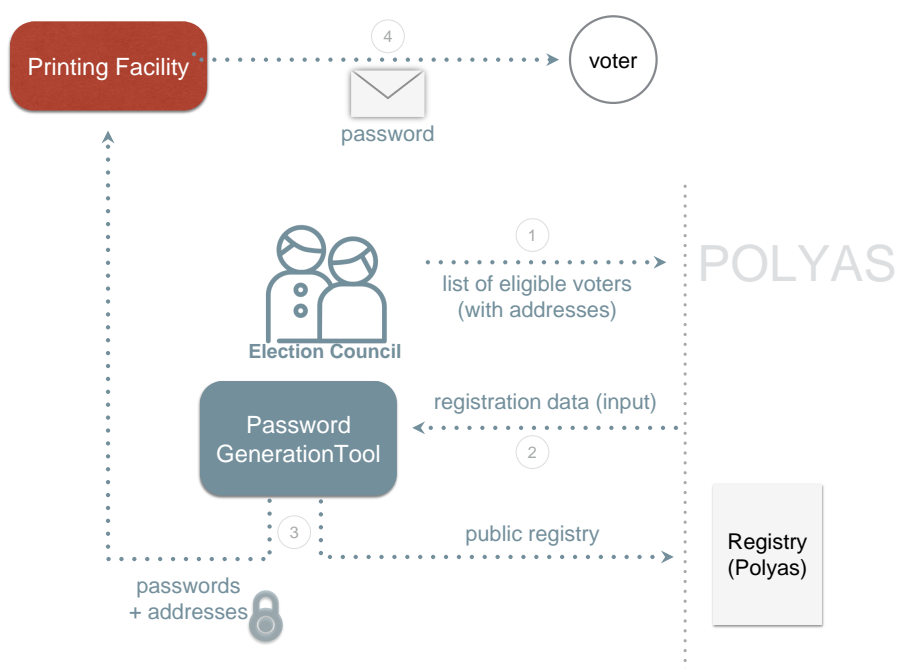 4
Printing Facility
voter
password
1
POLYAS
list of eligible voters
(with addresses)
Election Council
registration data (input)
Password
GenerationTool
2
3
public registry
Registry
(Polyas)
passwords
+ addresses